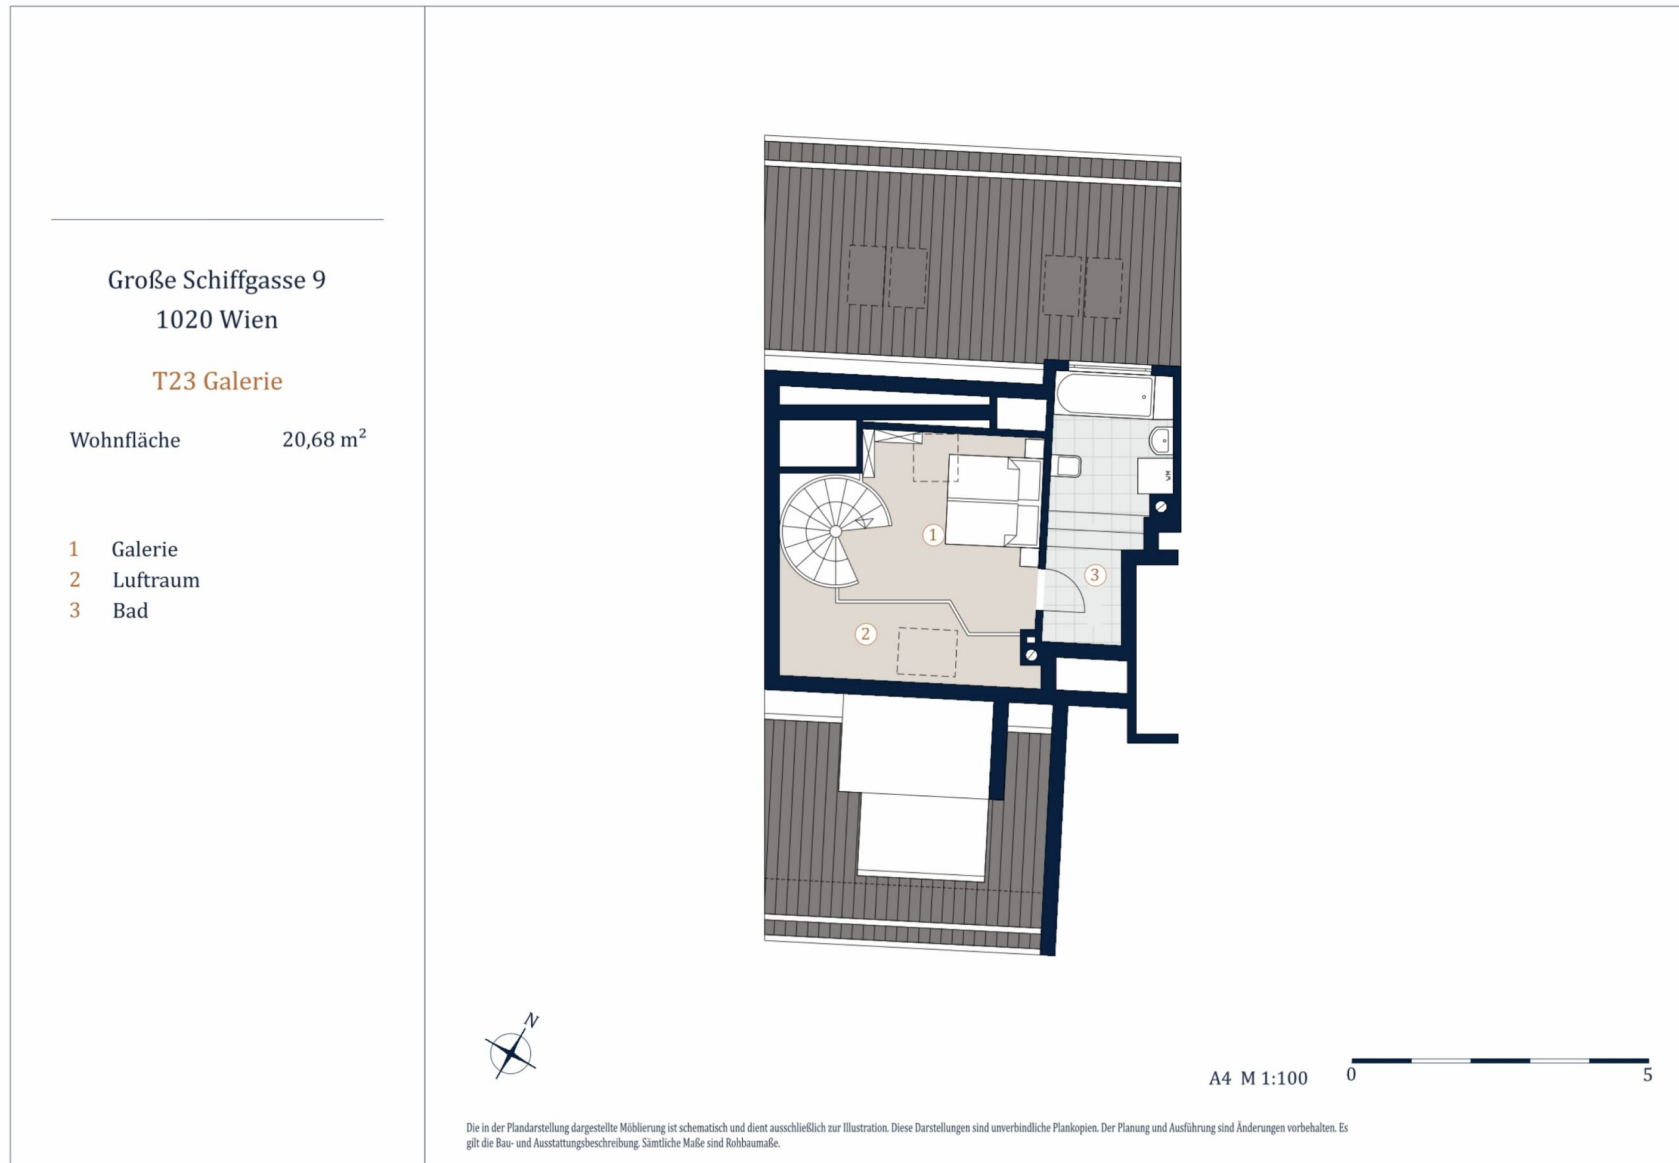 Große Schiffgasse 9
1020 Wien
T23 Galerie
Wohnfläche 20,68 m²
1 Galerie
2 Luftraum
3 Bad
1
3
2
WM
N
A4 M 1:100
0 5
Die in der Plandarstellung dargestellte Möblierung ist schematisch und dient ausschließlich zur Illustration. Diese Darstellungen sind unverbindliche Plankopien. Der Planung und Ausführung sind Änderungen vorbehalten. Es
gilt die Bau- und Ausstattungsbeschreibung. Sämtliche Maße sind Rohbaumaße.